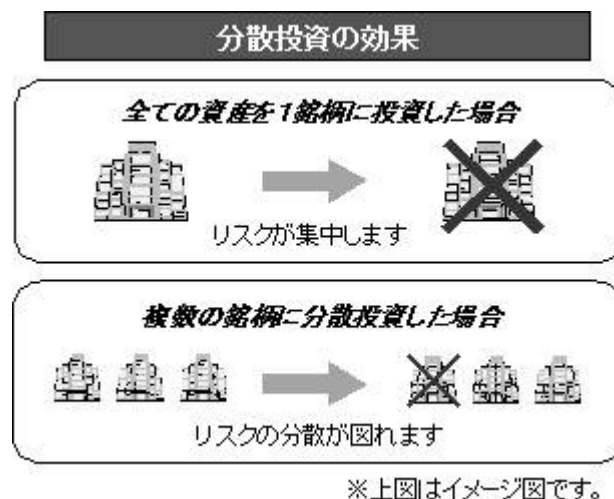 分散投資の効果
全ての資産を1銘柄に投資した場合
リスクが集中します
複数の銘柄に分散投資した場合
リスクの分散が図れます
※上図はイメージ図です。